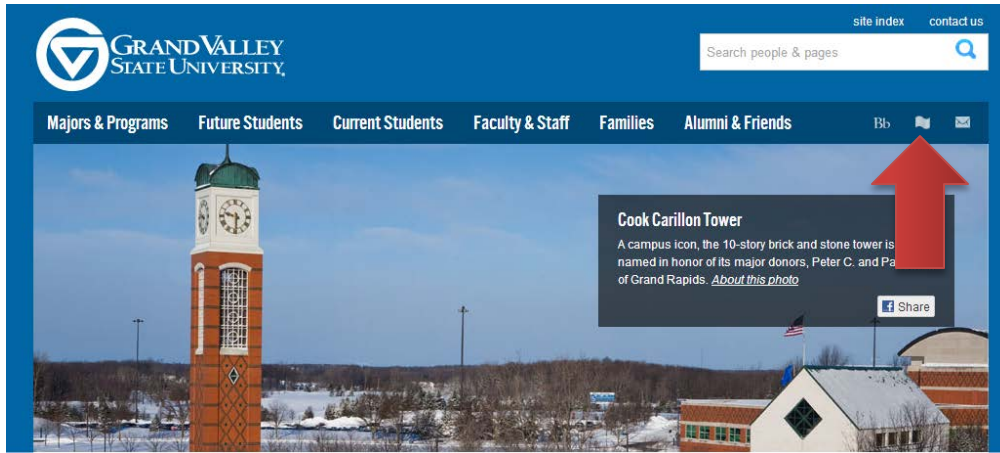 site index contact us
GRAND VALLEY
STATE UNIVERSITY
Search people & pages
Majors & Programs Future Students Current Students Faculty & Staff Families Alumni & Friends Bb
Cook Carillon Tower
A campus icon, the 10-story brick and stone tower is
named in honor of its major donors, Peter C. and
of Grand Rapids. About this photo
Share